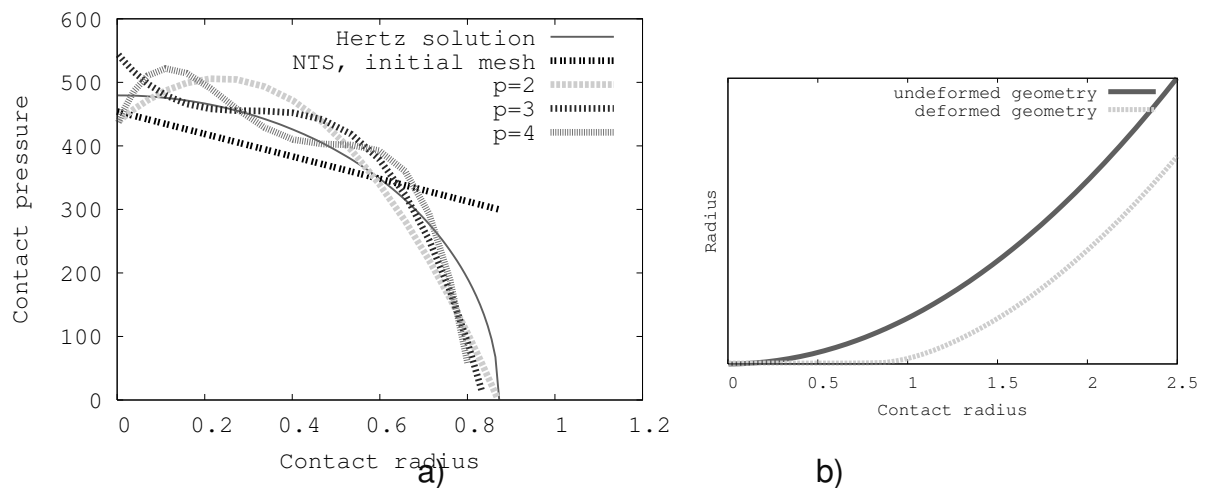 600
500
400
300
200
100
0
Contact pressure
Hertz solution
NTS, initial mesh
p=2
p=3
p=4
0 0.2 0.4 0.6 0.8 1 1.2
Contact radius
a)
undeformed geometry
deformed geometry
Radius
0 0.5 1 1.5 2 2.5
Contact radius
b)